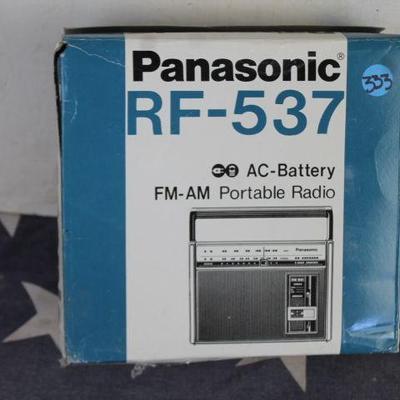 Panasonic®
333
RF-537
AC-Battery
FM-AM Portable Radio
Panasonic